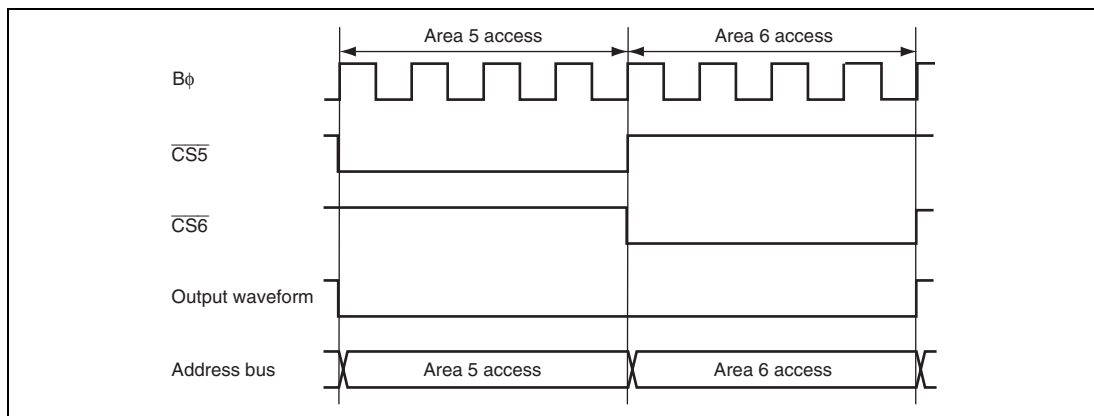 Area 5 access Area 6 access
Bϕ
CS5
CS6
Output waveform
Address bus Area 5 access Area 6 access